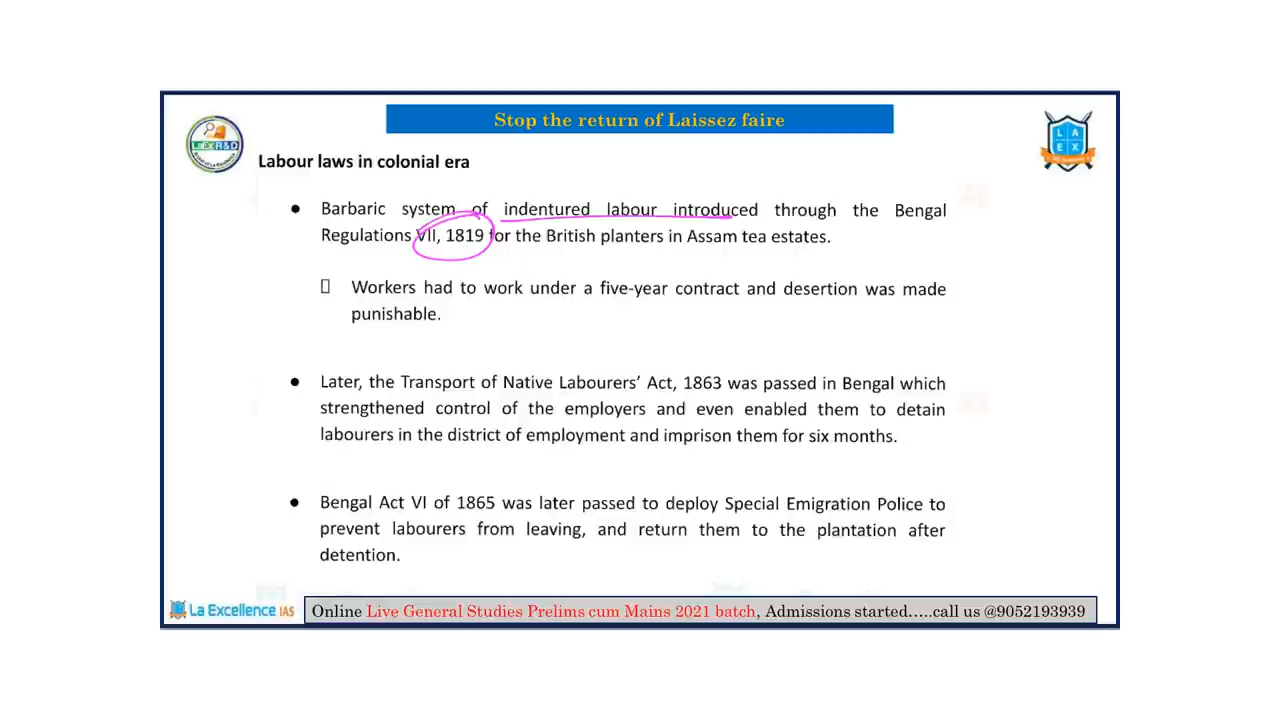 Stop the return of Laissez faire
LaEx R&D
L A
E X
Labour laws in colonial era
● Barbaric system of indentured labour introduced through the Bengal
Regulations VII, 1819 for the British planters in Assam tea estates.
Workers had to work under a five-year contract and desertion was made
punishable.
● Later, the Transport of Native Labourers’ Act, 1863 was passed in Bengal which
strengthened control of the employers and even enabled them to detain
labourers in the district of employment and imprison them for six months.
● Bengal Act VI of 1865 was later passed to deploy Special Emigration Police to
prevent labourers from leaving, and return them to the plantation after
detention.
La Excellence IAS
Online Live General Studies Prelims cum Mains 2021 batch, Admissions started.....call us @9052193939